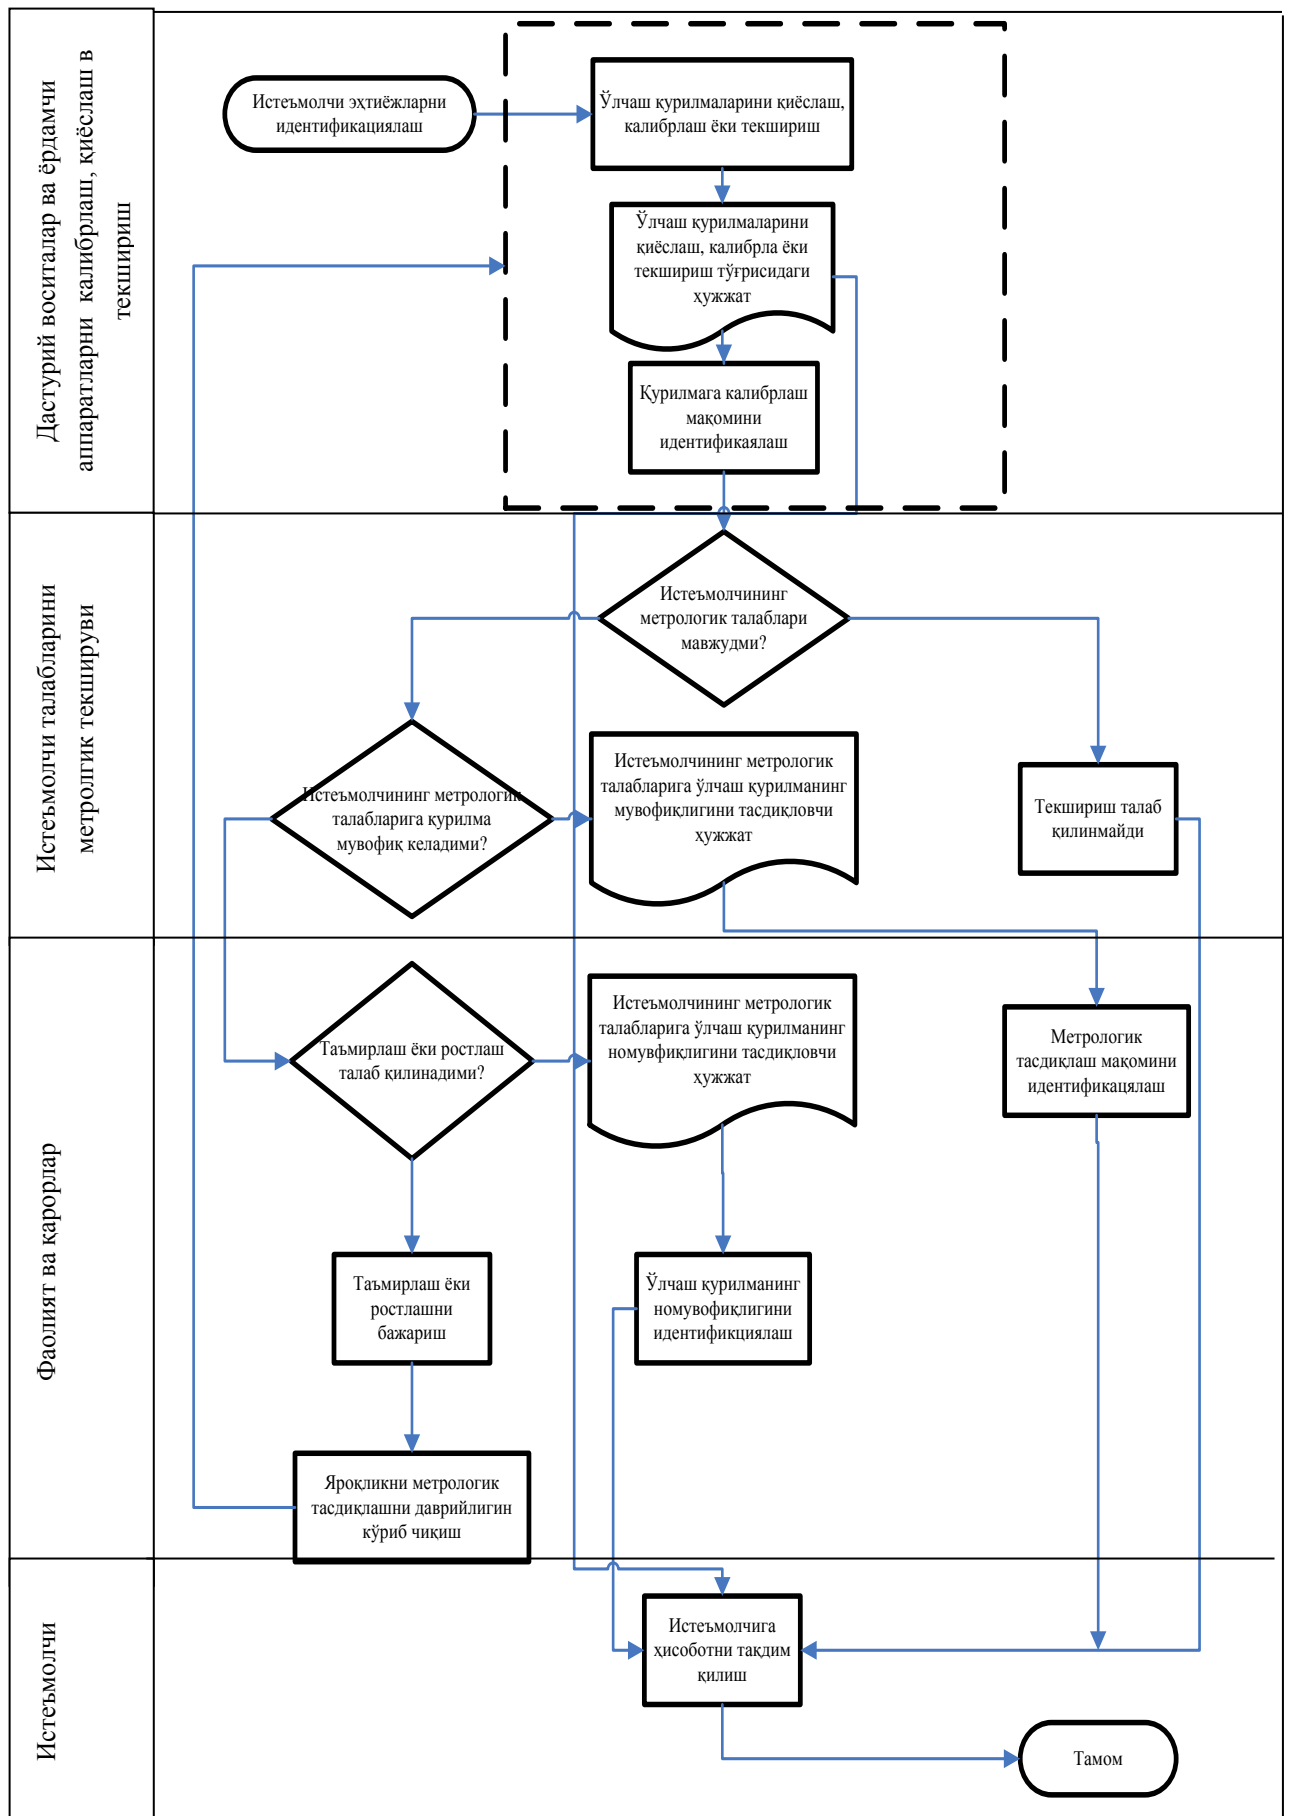 Дастурий воситалар ва ёрдамчи
аппаратларни калибрлаш, қиёслаш в
текшириш
Истеъмолчи эҳтиёжларни
идентификациялаш
Ўлчаш қурилмаларини қиёслаш,
калибрлаш ёки текшириш
Ўлчаш қурилмаларини
қиёслаш, калибрла ёки
текшириш тўғрисидаги
ҳужжат
Қурилмага калибрлаш
мақомини
идентификаялаш
Истеъмолчи талабларини
метролгик текшируви
Истеъмолчининг
метрологик талаблари
мавжудми?
Истеъмолчининг метрологик
талабларига қурилма
мувофиқ келадими?
Истеъмолчининг метрологик
талабларига ўлчаш қурилманинг
мувофиқлигини тасдиқловчи
ҳужжат
Текшириш талаб
қилинмайди
Фаолият ва қарорлар
Таъмирлаш ёки ростлаш
талаб қилинадими?
Истеъмолчининг метрологик
талабларига ўлчаш қурилманинг
номувфиқлигини тасдиқловчи
ҳужжат
Метрологик
тасдиқлаш мақомини
идентификацялаш
Таъмирлаш ёки
ростлашни
бажариш
Ўлчаш қурилманинг
номувофиқлигини
идентификциялаш
Яроқликни метрологик
тасдиқлашни даврийлигин
кўриб чиқиш
Истеъмолчи
Истеъмолчига
ҳисоботни тақдим
қилиш
Тамом